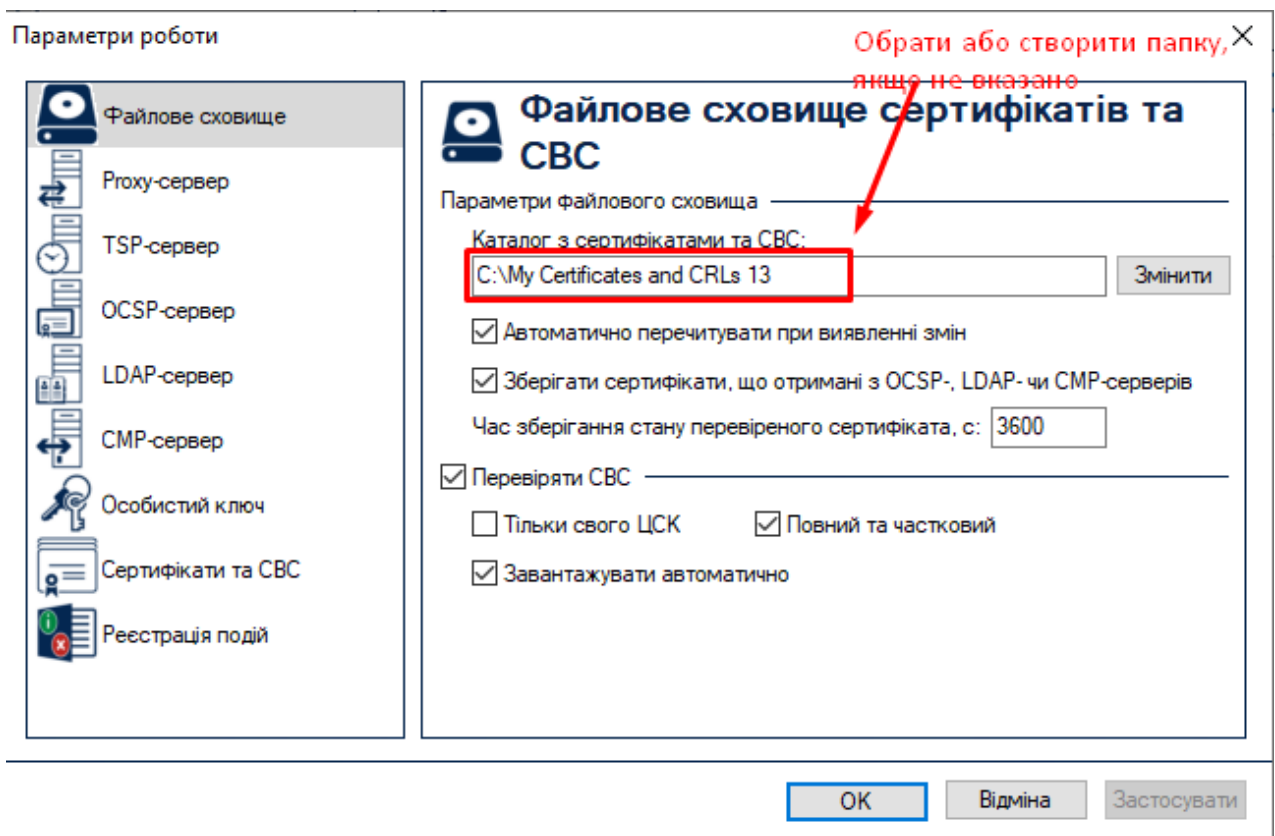 Параметри роботи
Обрати або створити папку,
якщо не вказано
Файлове сховище
Proxy-сервер
TSP-сервер
OCSP-сервер
LDAP-сервер
CMP-сервер
Особистий ключ
Сертифікати та СВС
Реєстрація подій
Файлове сховище сертифікатів та
СВС
Параметри файлового сховища
Каталог з сертифікатами та СВС:
C:\My Certificates and CRLs 13
Змінити
Автоматично перечитувати при виявленні змін
Зберігати сертифікати, що отримані з OCSP-, LDAP- чи CMP-серверів
Час зберігання стану перевіреного сертифіката, с: 3600
Перевіряти СВС
Тільки свого ЦСК
Повний та частковий
Завантажувати автоматично
OK
Відміна
Застосувати